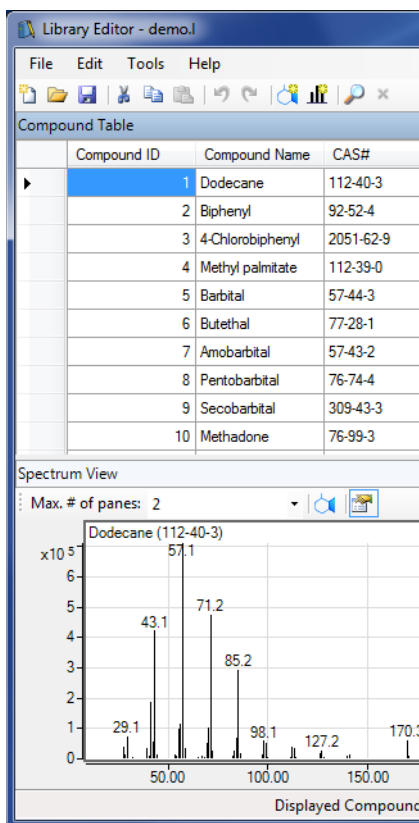 Library Editor - demo.l
File Edit Tools Help
Compound Table
Compound ID Compound Name CAS#
1 Dodecane 112-40-3
2 Biphenyl 92-52-4
3 4-Chlorobiphenyl 2051-62-9
4 Methyl palmitate 112-39-0
5 Barbital 57-44-3
6 Butethal 77-28-1
7 Amobarbital 57-43-2
8 Pentobarbital 76-74-4
9 Secobarbital 309-43-3
10 Methadone 76-99-3
Spectrum View
Max. # of panes: 2
Dodecane (112-40-3)
x10 5
57.1
6
5
71.2
43.1
4
85.2
3
2
29.1
98.1
127.2
170.3
1
0
50.00 100.00 150.00
Displayed Compound